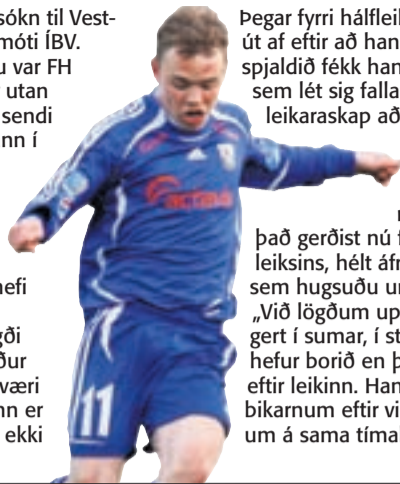 sókn til Vest-
móti ÍBV.
u var FH
utan
sendi
nn í
nefi
gði
ður
væri
nn er
ekki
actavis
11
Þegar fyrri hálfleik
út af eftir að han
spjaldið fékk han
sem lét sig falla
leikaraskap að
það gerðist nú f
leiksins, hélt áfr
sem hugsuðu u
„Við lögðum up
gert í sumar, í st
hefur borið en þ
eftir leikinn. Han
bikarnum eftir vi
um á sama tíma